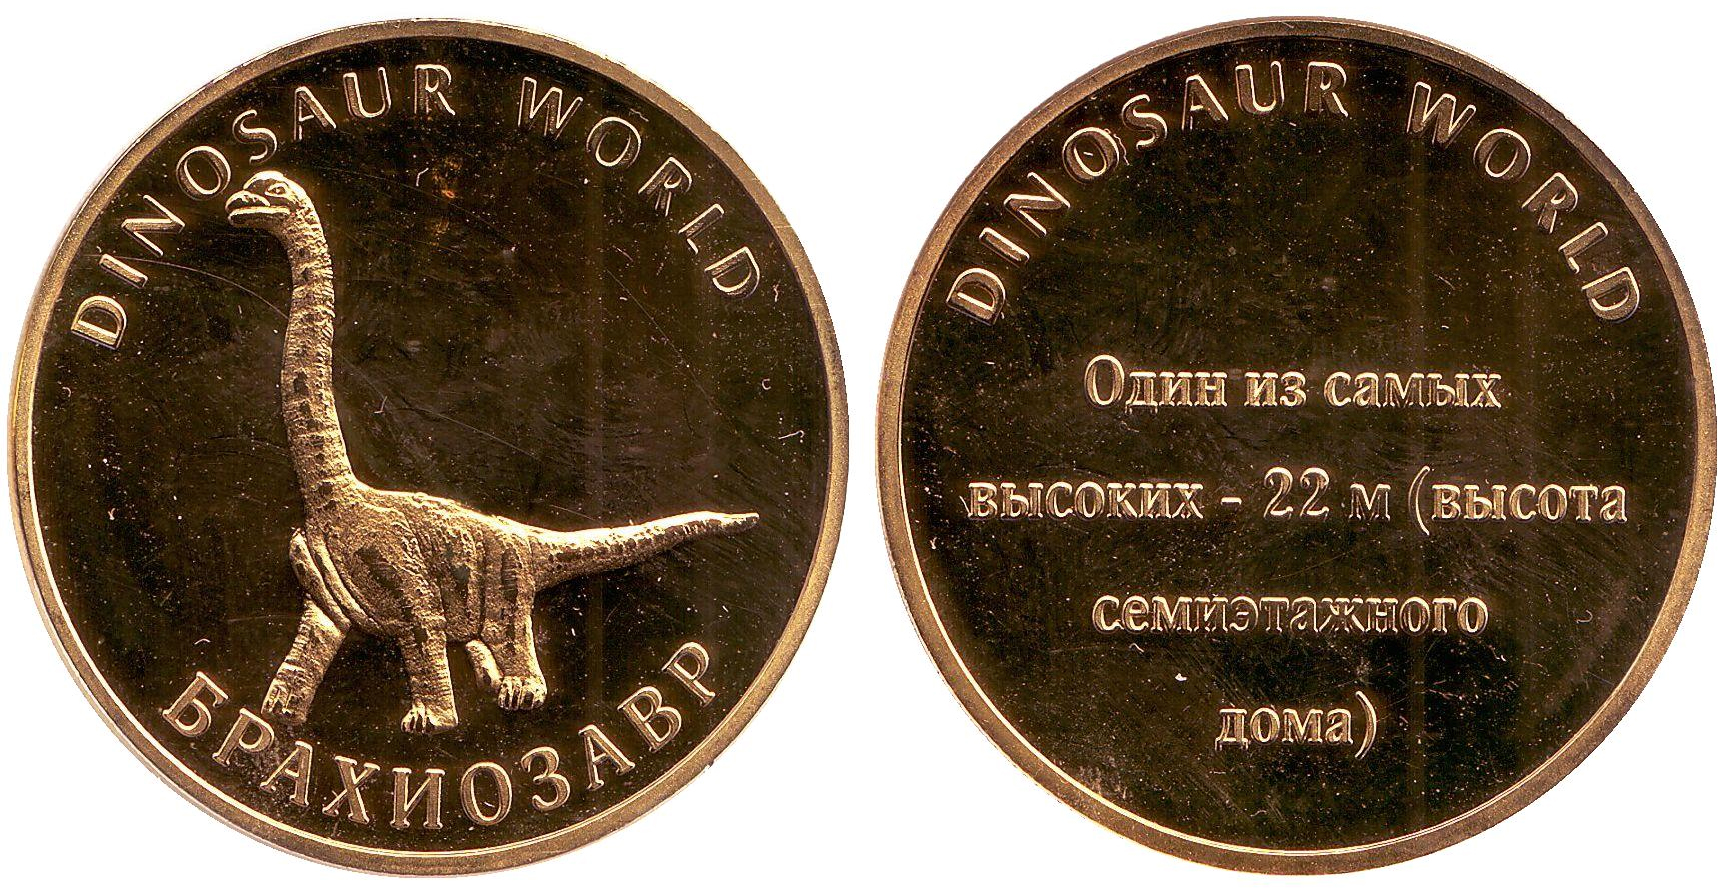 DINOSAUR WORLD
БРАХИОЗАВР
DINOSAUR WORLD
Один из самых
высоких - 22 м (высота
семиэтажного
дома)